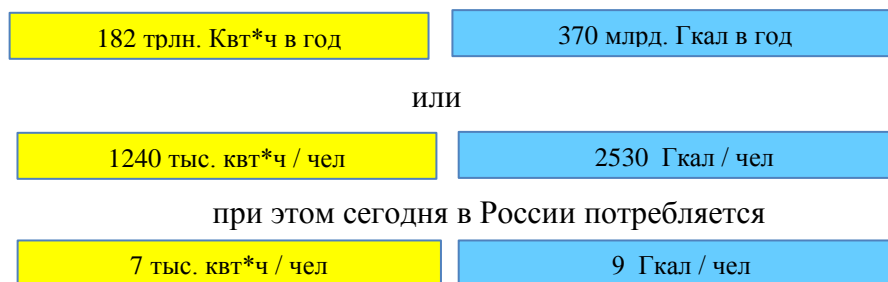 182 трлн. Квт*ч в год 370 млрд. Гкал в год
или
1240 тыс. квт*ч / чел 2530 Гкал / чел
при этом сегодня в России потребляется
7 тыс. квт*ч / чел 9 Гкал / чел